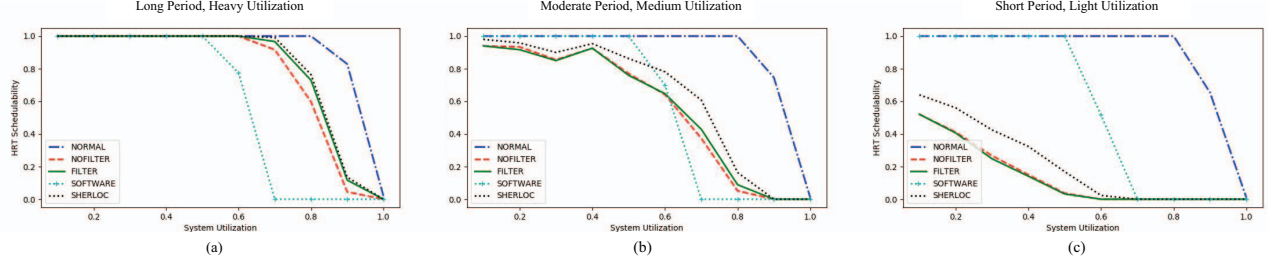 Long Period, Heavy Utilization
HRT Schedulability
1.0
0.8
0.6
0.4
0.2
0.0
NORMAL
NOFILTER
FILTER
SOFTWARE
SHERLOC
0.2 0.4 0.6 0.8 1.0
System Utilization
(a)
Moderate Period, Medium Utilization
HRT Schedulability
1.0
0.8
0.6
0.4
0.2
0.0
NORMAL
NOFILTER
FILTER
SOFTWARE
SHERLOC
0.2 0.4 0.6 0.8 1.0
System Utilization
(b)
Short Period, Light Utilization
HRT Schedulability
1.0
0.8
0.6
0.4
0.2
0.0
NORMAL
NOFILTER
FILTER
SOFTWARE
SHERLOC
0.2 0.4 0.6 0.8 1.0
System Utilization
(c)